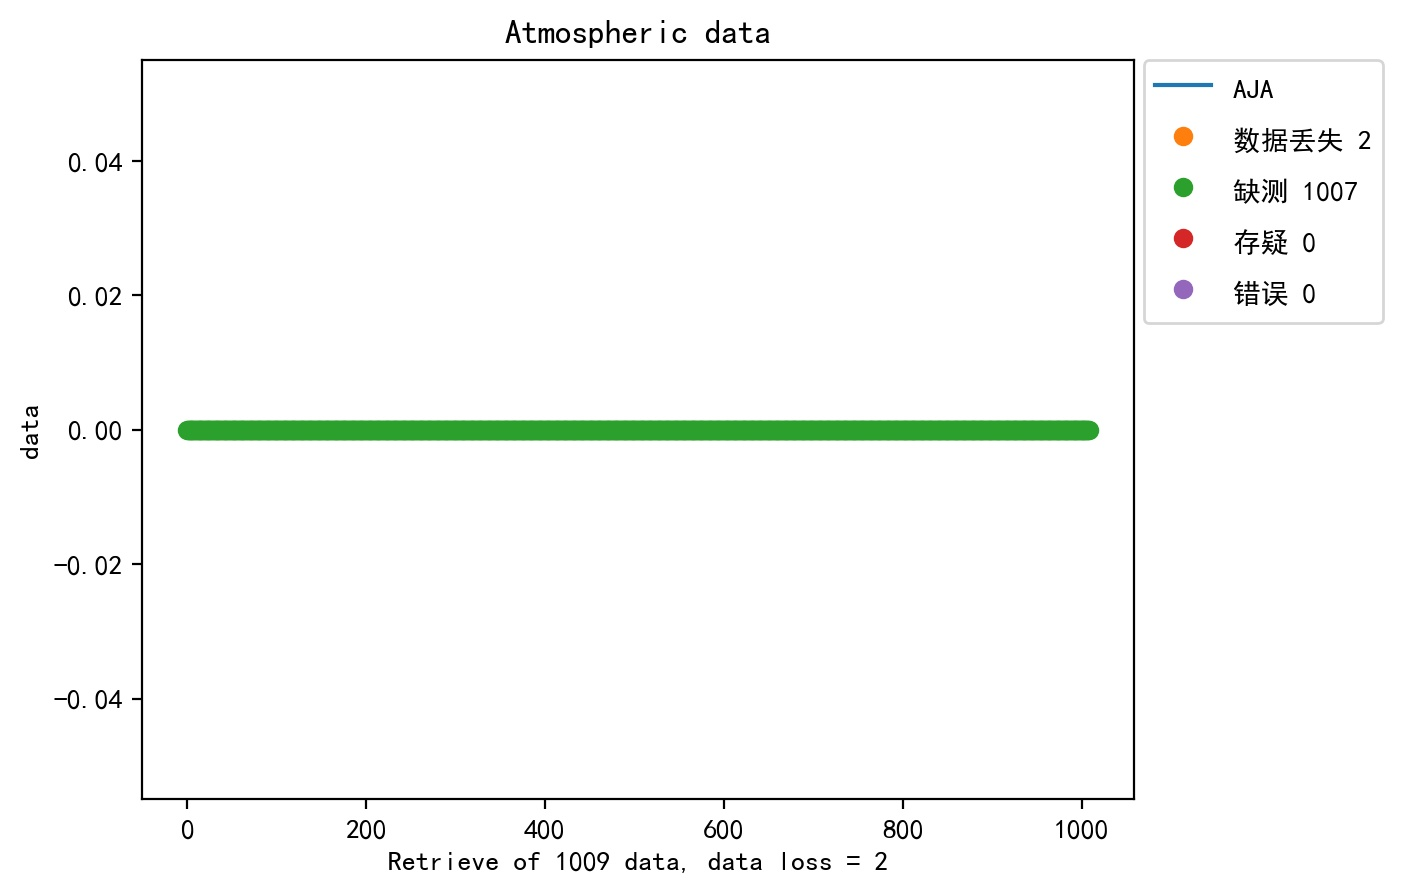 Atmospheric data
AJA
数据丢失 2
缺测 1007
存疑 0
错误 0
data
0.04
0.02
0.00
−0.02
−0.04
0 200 400 600 800 1000
Retrieve of 1009 data, data loss = 2